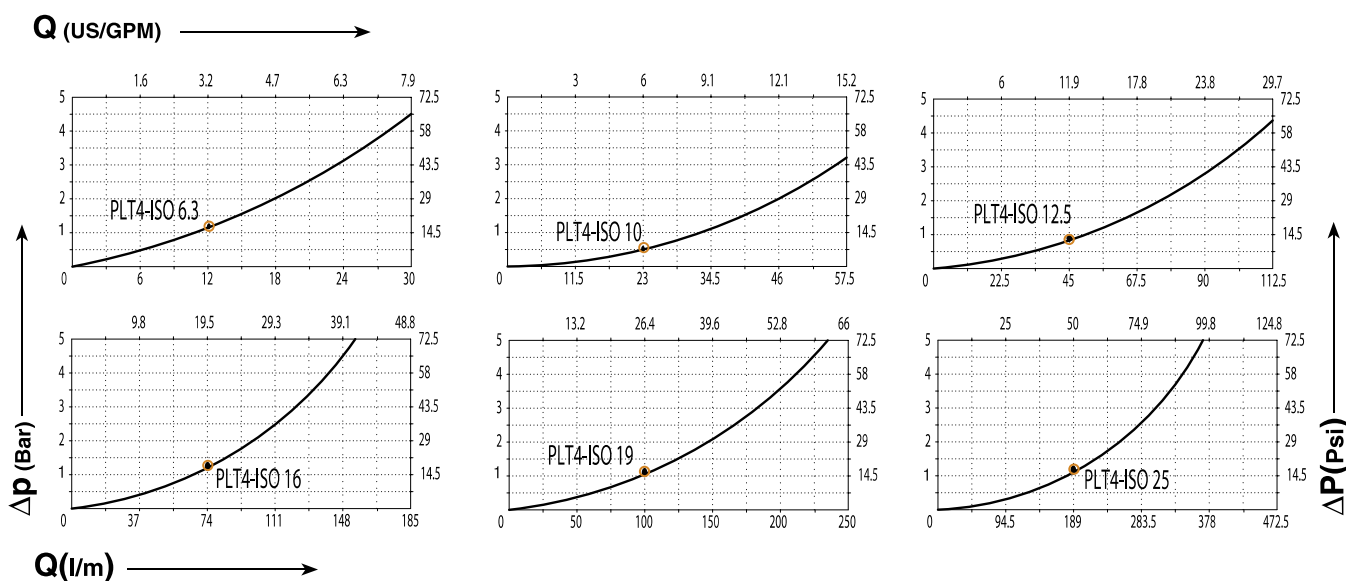 Q (US/GPM)
1.6 3.2 4.7 6.3 7.9
5 72.5
4 58
3 43.5
2 29
PLT4-ISO 6.3
1 14.5
0 6 12 18 24 30
3 6 9.1 12.1 15.2
5 72.5
4 58
3 43.5
2 29
PLT4-ISO 10
1 14.5
0 11.5 23 34.5 46 57.5
6 11.9 17.8 23.8 29.7
5 72.5
4 58
3 43.5
2 29
PLT4-ISO 12.5
1 14.5
0 22.5 45 67.5 90 112.5
9.8 19.5 29.3 39.1 48.8
5 72.5
4 58
3 43.5
2 29
1 14.5
PLT4-ISO 16
0 37 74 111 148 185
13.2 26.4 39.6 52.8 66
5 72.5
4 58
3 43.5
2 29
PLT4-ISO 19
1 14.5
0 50 100 150 200 250
25 50 74.9 99.8 124.8
5 72.5
4 58
3 43.5
2 29
1 14.5
PLT4-ISO 25
0 94.5 189 283.5 378 472.5
Δp (Bar)
ΔP(Psi)
Q(l/m)